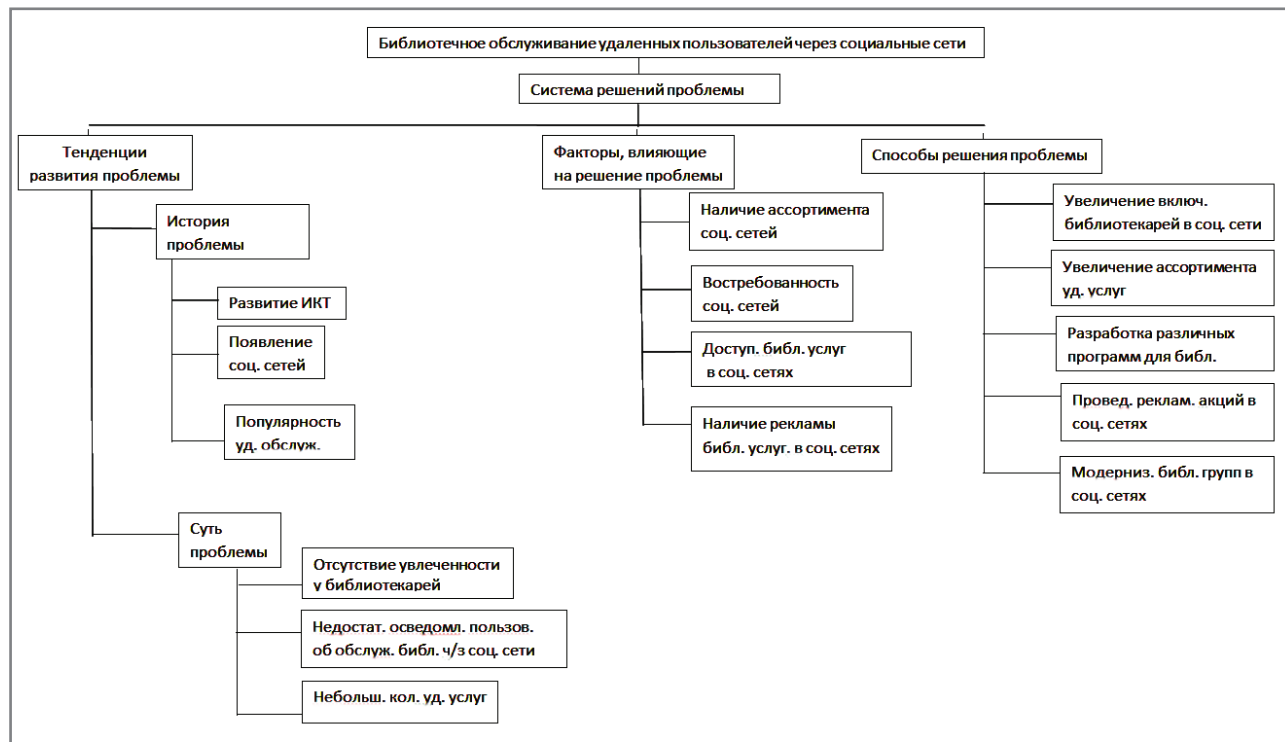 Библиотечное обслуживание удаленных пользователей через социальные сети
Система решений проблемы
Тенденции
развития проблемы
История
проблемы
Развитие ИКТ
Появление
соц. сетей
Популярность
уд. обслуж.
Суть
проблемы
Отсутствие увлеченности
у библиотекарей
Недостат. осведомл. пользов.
об обслуж. библ. ч/з соц. сети
Небольш. кол. уд. услуг
Факторы, влияющие
на решение проблемы
Наличие ассортимента
соц. сетей
Востребованность
соц. сетей
Доступ. библ. услуг
в соц. сетях
Наличие рекламы
библ. услуг. в соц. сетях
Способы решения проблемы
Увеличение включ.
библиотекарей в соц. сети
Увеличение ассортимента
уд. услуг
Разработка различных
программ для библ.
Провед. реклам. акций в
соц. сетях
Модерниз. библ. групп в
соц. сетях